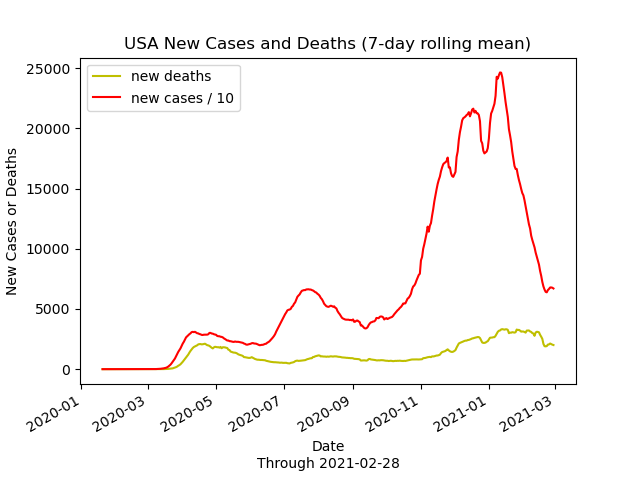 USA New Cases and Deaths (7-day rolling mean)
new deaths
new cases / 10
New Cases or Deaths
25000
20000
15000
10000
5000
0
2020-01
2020-03
2020-05
2020-07
2020-09
2020-11
2021-01
2021-03
Date
Through 2021-02-28